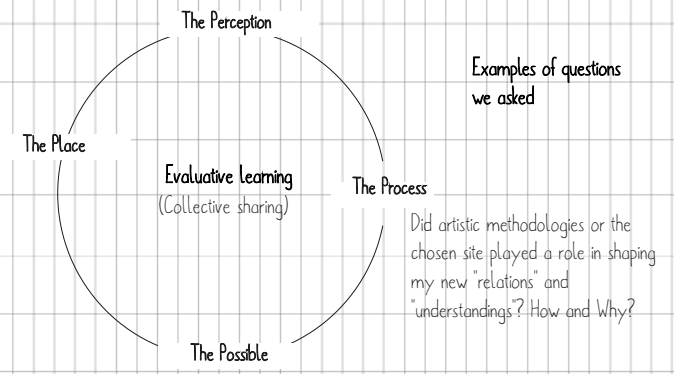 The Perception
Examples of questions
we asked
The Place
Evaluative learning
(Collective sharing)
The Process
Did artistic methodologies or the
chosen site played a role in shaping
my new "relations" and
"understandings"? How and Why?
The Possible